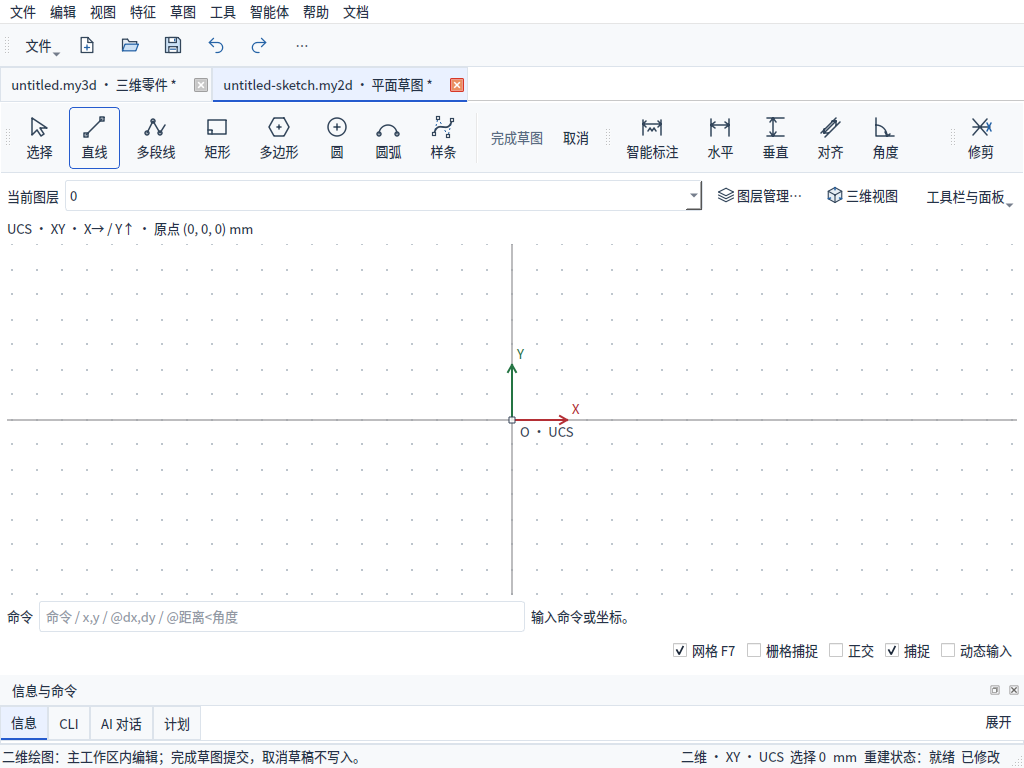 文件 编辑 视图 特征 草图 工具 智能体 帮助 文档
文件 ···
untitled.my3d • 三维零件 * untitled-sketch.my2d • 平面草图 *
选择 直线 多段线 矩形 多边形 圆 圆弧 样条 完成草图 取消 智能标注 水平 垂直 对齐 角度 修剪
当前图层 0 图层管理… 三维视图 工具栏与面板
UCS • XY • X→ / Y↑ • 原点 (0, 0, 0) mm
Y
X
O • UCS
命令 命令 / x,y / @dx,dy / @距离<角度 输入命令或坐标。
网格 F7 栅格捕捉 正交 捕捉 动态输入
信息与命令
信息 CLI AI 对话 计划 展开
二维绘图：主工作区内编辑；完成草图提交，取消草稿不写入。 二维 • XY • UCS 选择 0 mm 重建状态：就绪 已修改